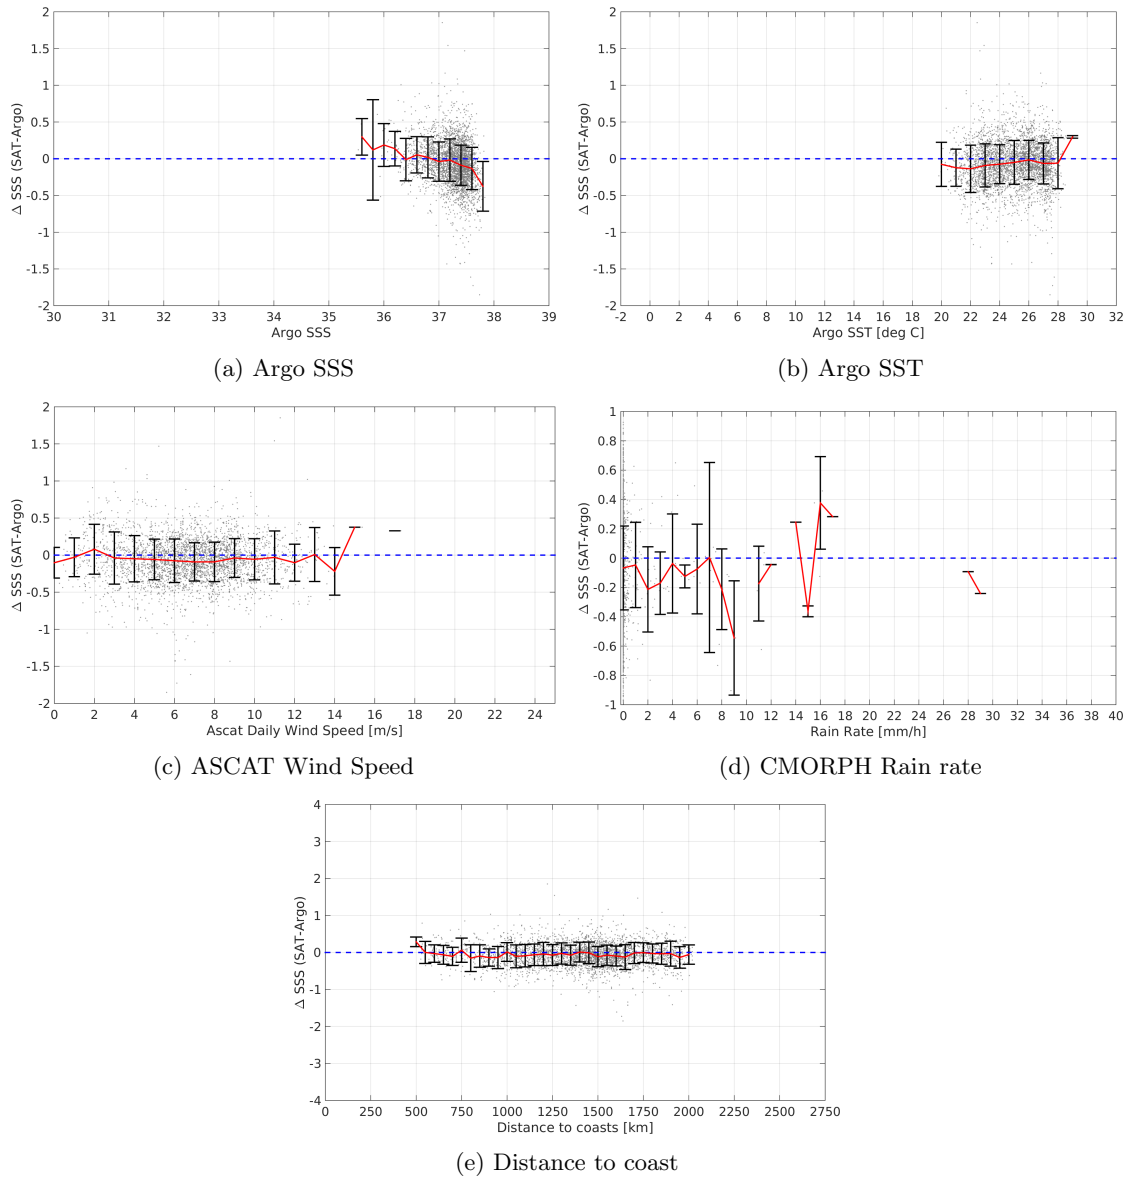 2
1.5
1
0.5
0
-0.5
-1
-1.5
-2
Δ SSS (SAT-Argo)
30 31 32 33 34 35 36 37 38 39
Argo SSS
(a) Argo SSS
2
1.5
1
0.5
0
-0.5
-1
-1.5
-2
Δ SSS (SAT-Argo)
-2 0 2 4 6 8 10 12 14 16 18 20 22 24 26 28 30 32
Argo SST [deg C]
(b) Argo SST
2
1.5
1
0.5
0
-0.5
-1
-1.5
-2
Δ SSS (SAT-Argo)
0 2 4 6 8 10 12 14 16 18 20 22 24
Ascat Daily Wind Speed [m/s]
(c) ASCAT Wind Speed
1
0.8
0.6
0.4
0.2
0
-0.2
-0.4
-0.6
-0.8
-1
Δ SSS (SAT-Argo)
0 2 4 6 8 10 12 14 16 18 20 22 24 26 28 30 32 34 36 38 40
Rain Rate [mm/h]
(d) CMORPH Rain rate
4
3
2
1
0
-1
-2
-3
-4
Δ SSS (SAT-Argo)
0 250 500 750 1000 1250 1500 1750 2000 2250 2500 2750
Distance to coasts [km]
(e) Distance to coast